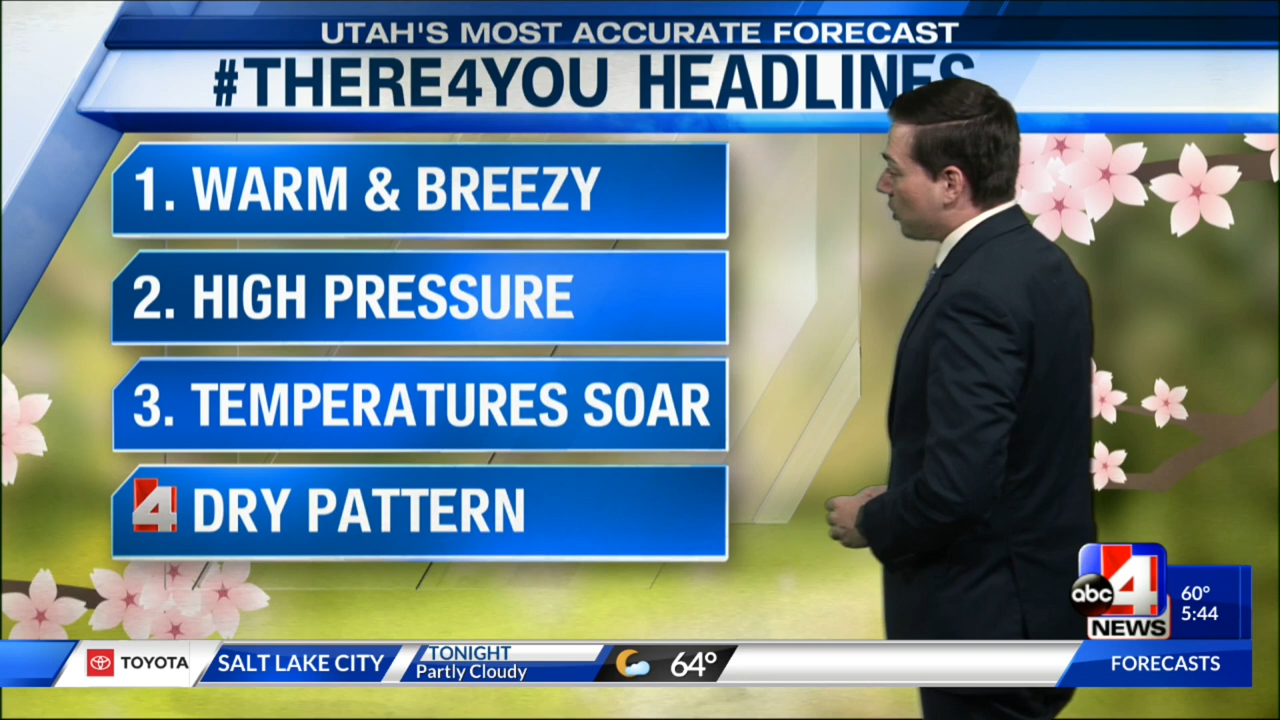 UTAH'S MOST ACCURATE FORECAST
#THERE4YOU HEADLINES
1. WARM & BREEZY
2. HIGH PRESSURE
3. TEMPERATURES SOAR
4 DRY PATTERN
abc 4 NEWS
60°
5:44
TOYOTA
SALT LAKE CITY
TONIGHT
Partly Cloudy
64°
FORECASTS